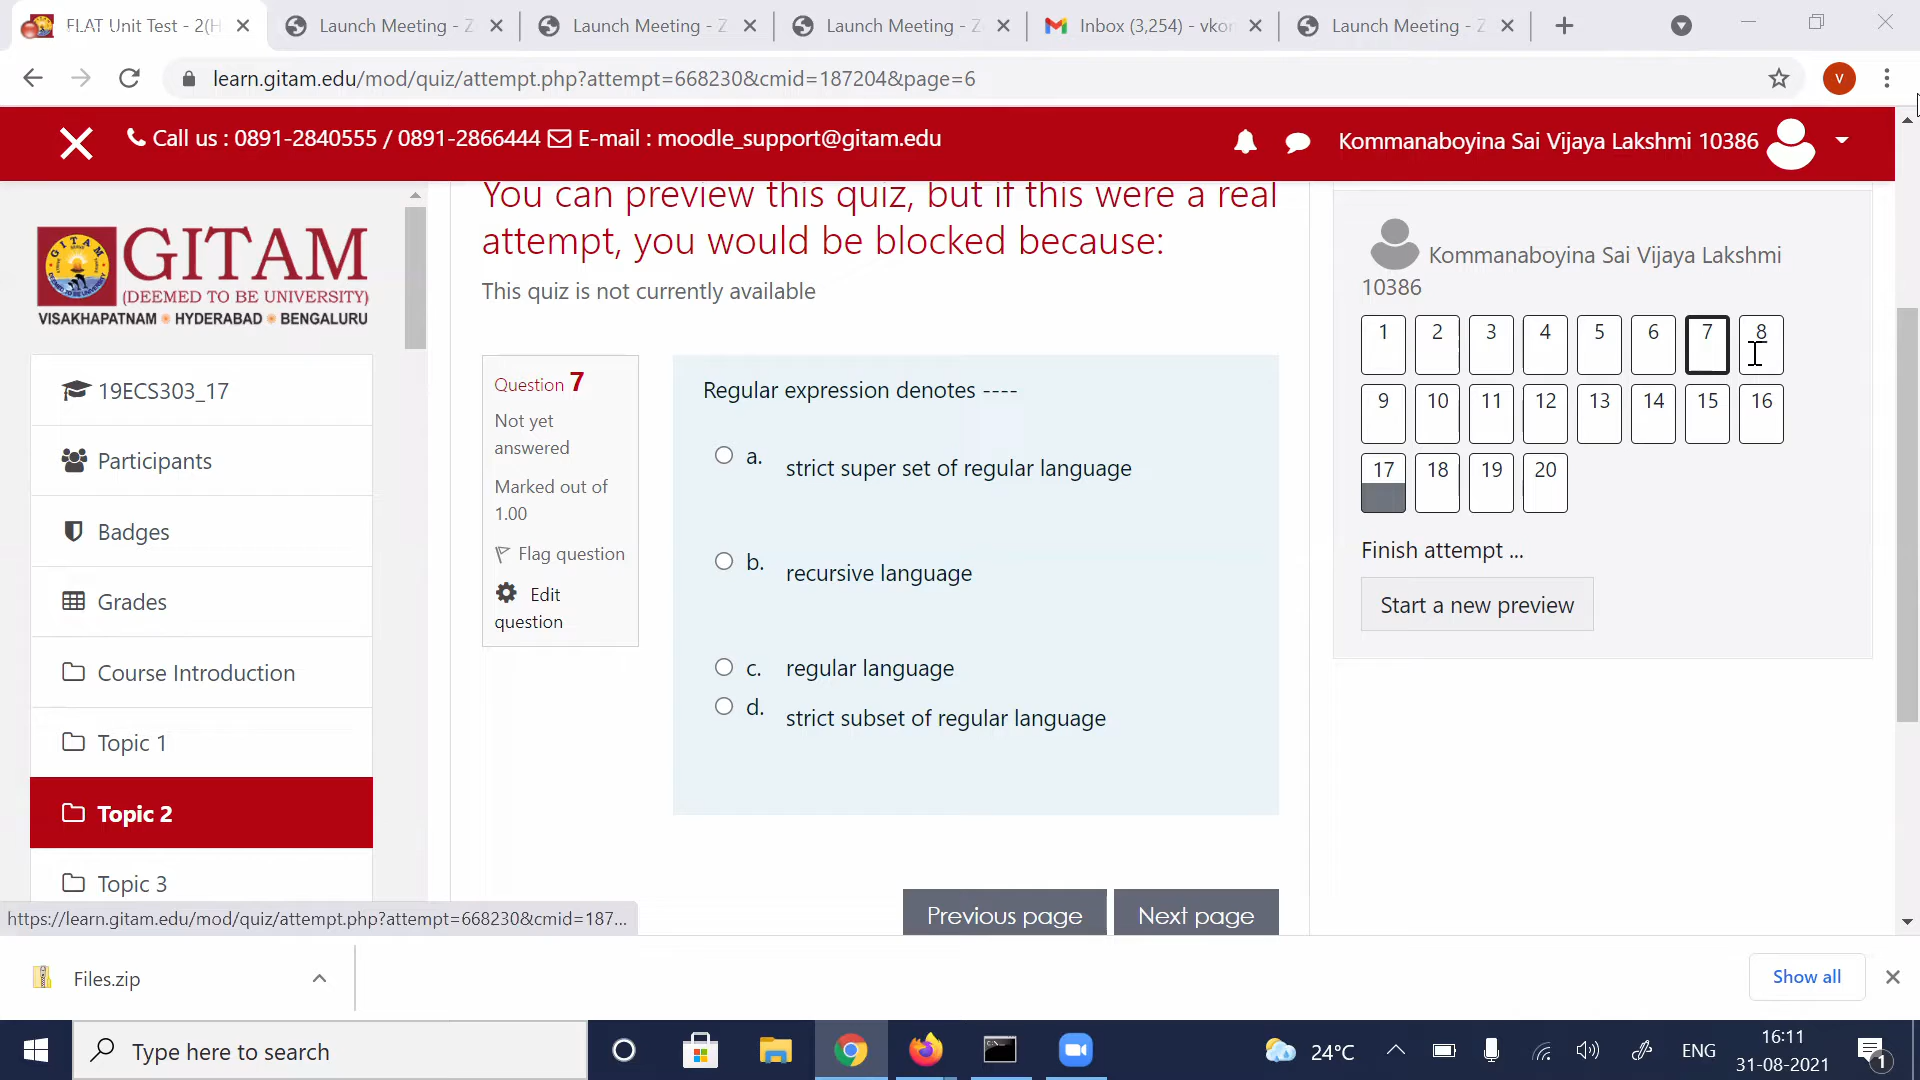 FLAT Unit Test - 2(H
Launch Meeting - Z
Launch Meeting - Z
Launch Meeting - Z
Inbox (3,254) - vkon
Launch Meeting - Z
learn.gitam.edu/mod/quiz/attempt.php?attempt=668230&cmid=187204&page=6
V
Call us : 0891-2840555 / 0891-2866444 E-mail : moodle_support@gitam.edu
Kommanaboyina Sai Vijaya Lakshmi 10386
GITAM
(DEEMED TO BE UNIVERSITY)
VISAKHAPATNAM HYDERABAD BENGALURU
19ECS303_17
Participants
Badges
Grades
Course Introduction
Topic 1
Topic 2
Topic 3
https://learn.gitam.edu/mod/quiz/attempt.php?attempt=668230&cmid=187...
You can preview this quiz, but if this were a real
attempt, you would be blocked because:
This quiz is not currently available
Question 7
Not yet
answered
Marked out of
1.00
Flag question
Edit
question
Regular expression denotes ----
a. strict super set of regular language
b. recursive language
c. regular language
d. strict subset of regular language
Previous page
Next page
Kommanaboyina Sai Vijaya Lakshmi
10386
1 2 3 4 5 6 7 8
9 10 11 12 13 14 15 16
17 18 19 20
Finish attempt ...
Start a new preview
Files.zip
Show all
Type here to search
24°C
ENG
16:11
31-08-2021
1